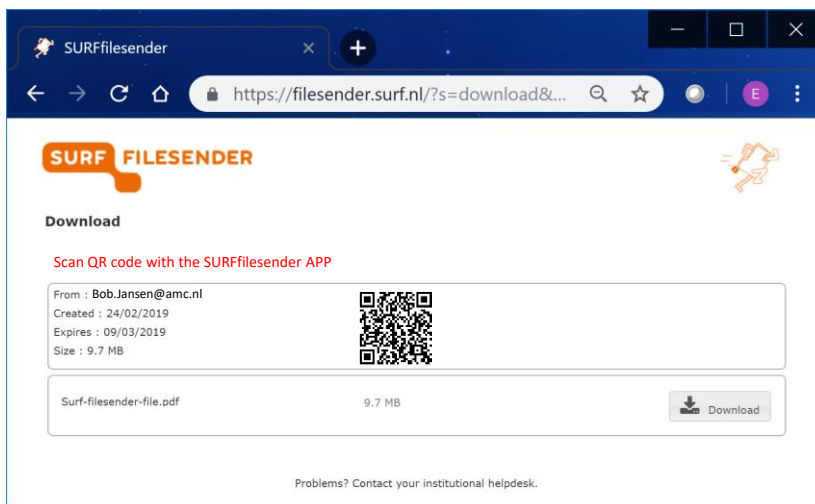 SURFfilesender
https://filesender.surf.nl/?s=download&...
E
SURF FILESENDER
Download
Scan QR code with the SURFfilesender APP
From : Bob.Jansen@amc.nl
Created : 24/02/2019
Expires : 09/03/2019
Size : 9.7 MB
Surf-filesender-file.pdf 9.7 MB Download
Problems? Contact your institutional helpdesk.